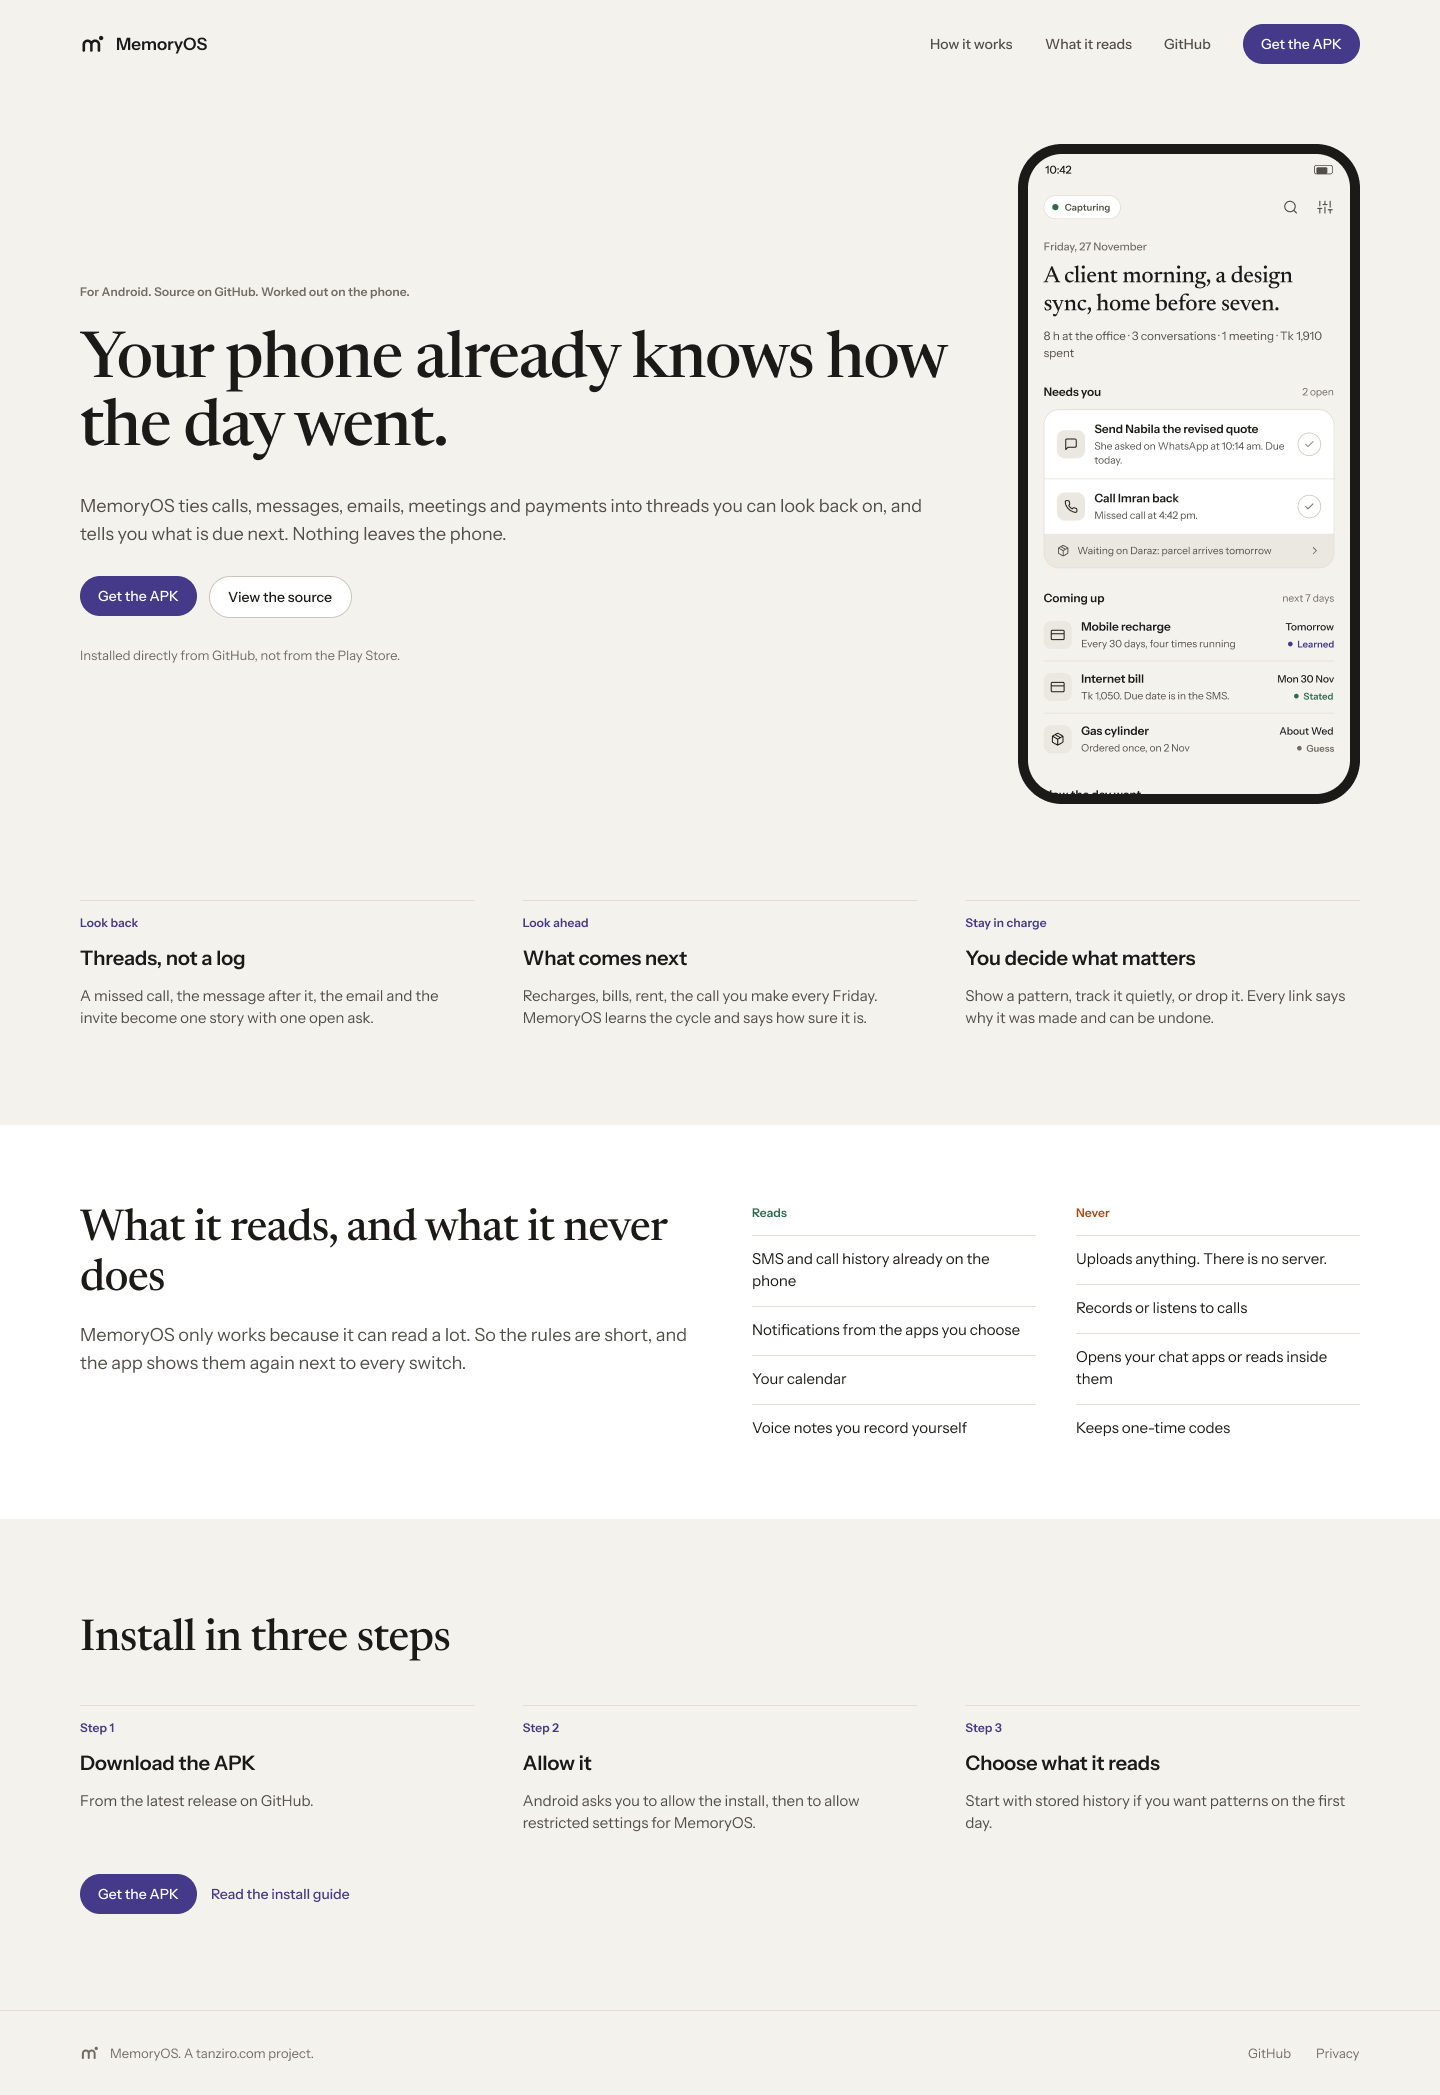 MemoryOS
How it works
What it reads
GitHub
Get the APK
For Android. Source on GitHub. Worked out on the phone.
Your phone already knows how
the day went.
MemoryOS ties calls, messages, emails, meetings and payments into threads you can look back on, and
tells you what is due next. Nothing leaves the phone.
Get the APK
View the source
Installed directly from GitHub, not from the Play Store.
10:42
Capturing
Friday, 27 November
A client morning, a design
sync, home before seven.
8 h at the office · 3 conversations · 1 meeting · Tk 1,910
spent
Needs you
2 open
Send Nabila the revised quote
She asked on WhatsApp at 10:14 am. Due
today.
Call Imran back
Missed call at 4:42 pm.
Waiting on Daraz: parcel arrives tomorrow
Coming up
next 7 days
Mobile recharge
Tomorrow
Every 30 days, four times running
Learned
Internet bill
Mon 30 Nov
Tk 1,050. Due date is in the SMS.
Stated
Gas cylinder
About Wed
Ordered once, on 2 Nov
Guess
the day went
Look back
Threads, not a log
A missed call, the message after it, the email and the
invite become one story with one open ask.
Look ahead
What comes next
Recharges, bills, rent, the call you make every Friday.
MemoryOS learns the cycle and says how sure it is.
Stay in charge
You decide what matters
Show a pattern, track it quietly, or drop it. Every link says
why it was made and can be undone.
What it reads, and what it never
does
MemoryOS only works because it can read a lot. So the rules are short, and
the app shows them again next to every switch.
Reads
SMS and call history already on the
phone
Notifications from the apps you choose
Your calendar
Voice notes you record yourself
Never
Uploads anything. There is no server.
Records or listens to calls
Opens your chat apps or reads inside
them
Keeps one-time codes
Install in three steps
Step 1
Download the APK
From the latest release on GitHub.
Step 2
Allow it
Android asks you to allow the install, then to allow
restricted settings for MemoryOS.
Step 3
Choose what it reads
Start with stored history if you want patterns on the first
day.
Get the APK
Read the install guide
MemoryOS. A tanziro.com project.
GitHub
Privacy